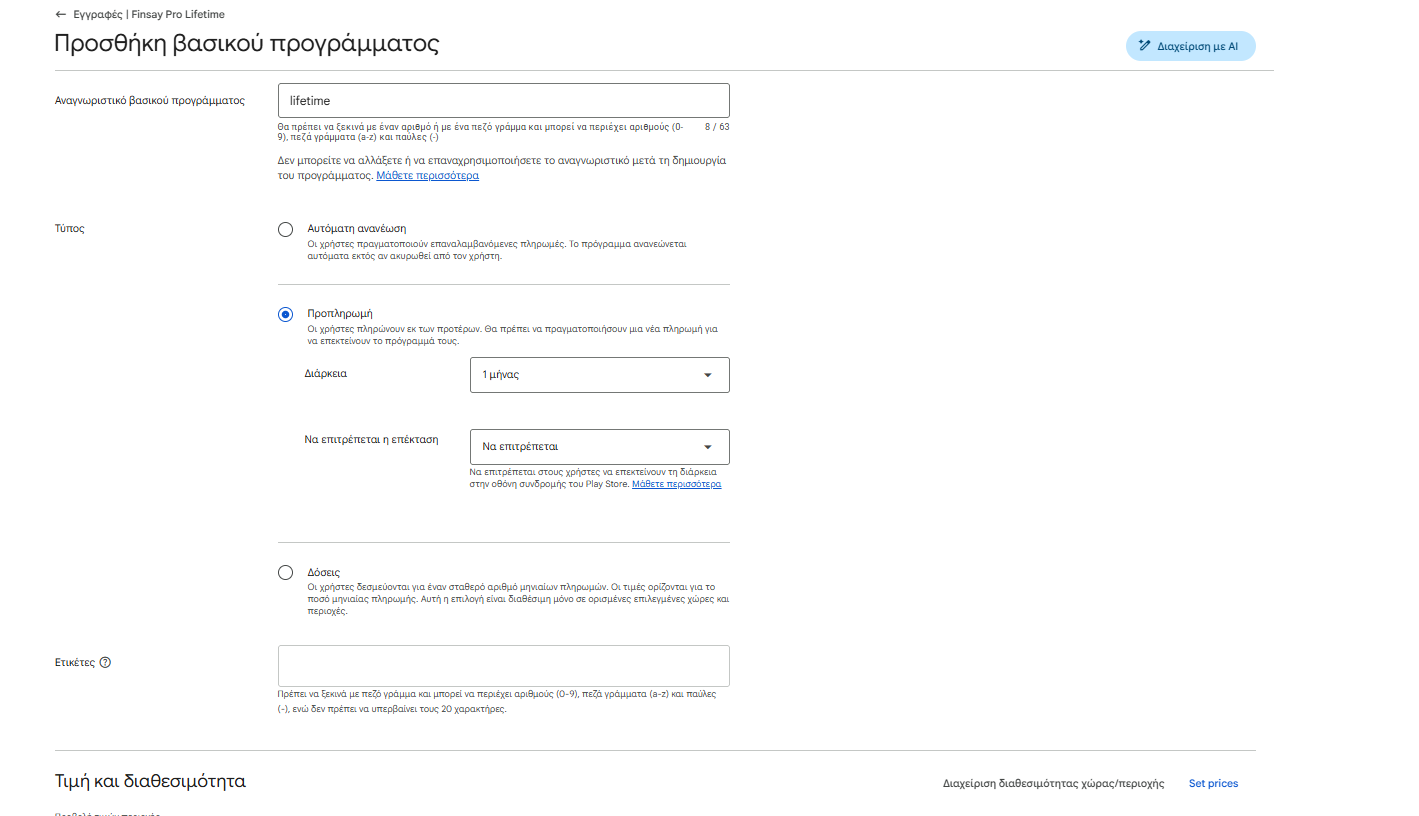 ← Εγγραφές | Finsay Pro Lifetime
Προσθήκη βασικού προγράμματος
Διαχείριση με AI
Αναγνωριστικό βασικού προγράμματος
lifetime
Θα πρέπει να ξεκινά με έναν αριθμό ή με ένα πεζό γράμμα και μπορεί να περιέχει αριθμούς (0-
9), πεζά γράμματα (a-z) και παύλες (-)
8 / 63
Δεν μπορείτε να αλλάξετε ή να επαναχρησιμοποιήσετε το αναγνωριστικό μετά τη δημιουργία
του προγράμματος. Μάθετε περισσότερα
Τύπος
Αυτόματη ανανέωση
Οι χρήστες πραγματοποιούν επαναλαμβανόμενες πληρωμές. Το πρόγραμμα ανανεώνεται
αυτόματα εκτός αν ακυρωθεί από τον χρήστη.
Προπληρωμή
Οι χρήστες πληρώνουν εκ των προτέρων. Θα πρέπει να πραγματοποιήσουν μια νέα πληρωμή για
να επεκτείνουν το πρόγραμμά τους.
Διάρκεια
1 μήνας
Να επιτρέπεται η επέκταση
Να επιτρέπεται
Να επιτρέπεται στους χρήστες να επεκτείνουν τη διάρκεια
στην οθόνη συνδρομής του Play Store. Μάθετε περισσότερα
Δόσεις
Οι χρήστες δεσμεύονται για έναν σταθερό αριθμό μηνιαίων πληρωμών. Οι τιμές ορίζονται για το
ποσό μηνιαίας πληρωμής. Αυτή η επιλογή είναι διαθέσιμη μόνο σε ορισμένες επιλεγμένες χώρες και
περιοχές.
Ετικέτες
Πρέπει να ξεκινά με πεζό γράμμα και μπορεί να περιέχει αριθμούς (0-9), πεζά γράμματα (a-z) και παύλες
(-), ενώ δεν πρέπει να υπερβαίνει τους 20 χαρακτήρες.
Τιμή και διαθεσιμότητα
Διαχείριση διαθεσιμότητας χώρας/περιοχής
Set prices